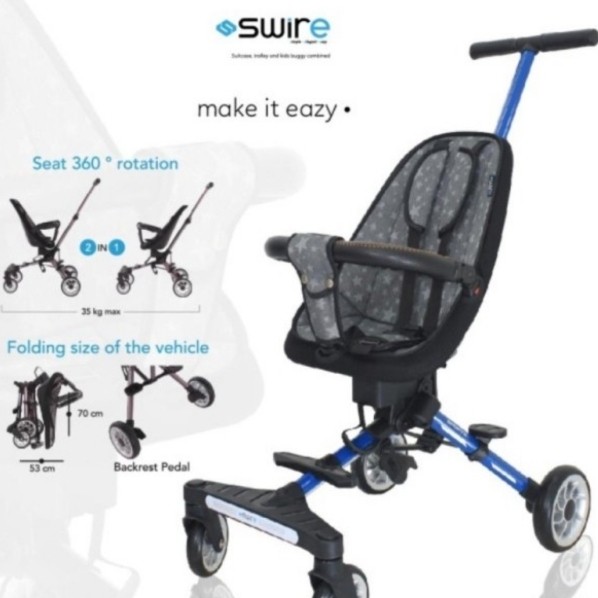 swire
Suitcase, trolley and kids buggy combined
make it eazy •
Seat 360 ° rotation
2 IN 1
35 kg max
Folding size of the vehicle
70 cm
53 cm
Backrest Pedal